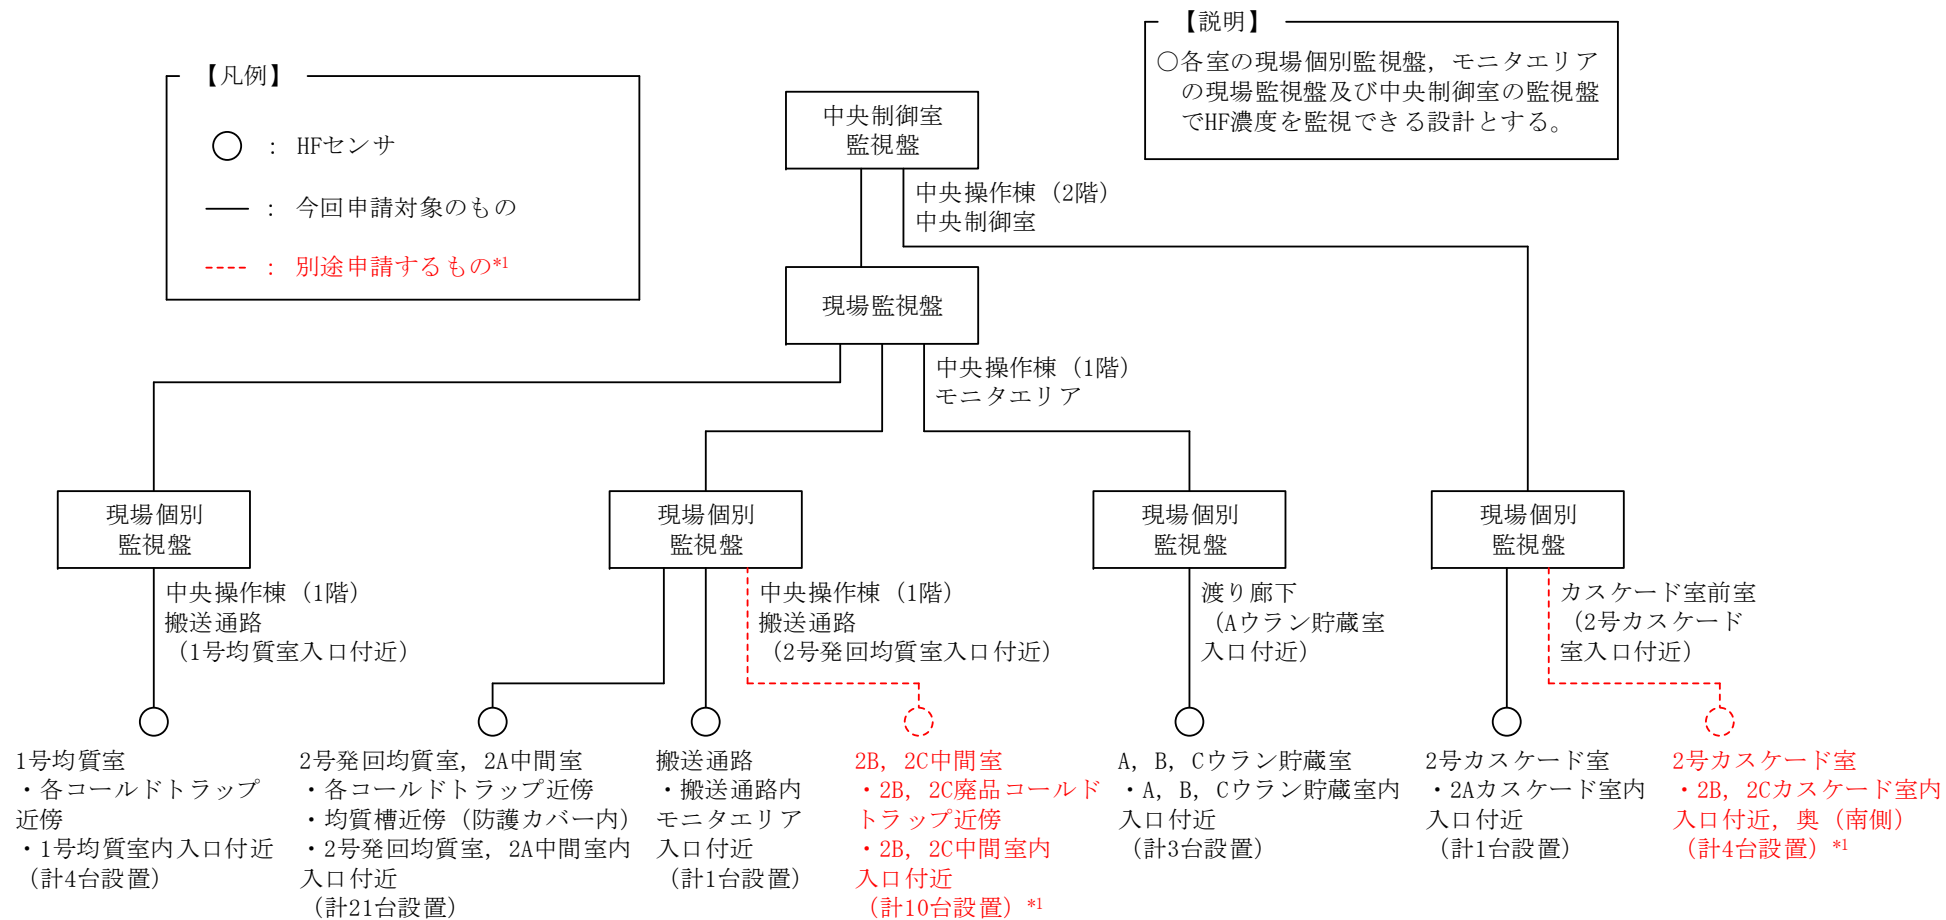 【凡例】
○ : HFセンサ
―― : 今回申請対象のもの
---- : 別途申請するもの*1
【説明】
○各室の現場個別監視盤，モニタエリア
の現場監視盤及び中央制御室の監視盤
でHF濃度を監視できる設計とする。
中央制御室
監視盤
中央操作棟（2階）
中央制御室
現場監視盤
中央操作棟（1階）
モニタエリア
現場個別
監視盤
中央操作棟（1階）
搬送通路
（1号均質室入口付近）
現場個別
監視盤
中央操作棟（1階）
搬送通路
（2号発回均質室入口付近）
現場個別
監視盤
渡り廊下
（Aウラン貯蔵室
入口付近）
現場個別
監視盤
カスケード室前室
（2号カスケード
室入口付近）
1号均質室
・各コールドトラップ
近傍
・1号均質室内入口付近
（計4台設置）
2号発回均質室，2A中間室
・各コールドトラップ近傍
・均質槽近傍（防護カバー内）
・2号発回均質室，2A中間室内
入口付近
（計21台設置）
搬送通路
・搬送通路内
モニタエリア
入口付近
（計1台設置）
2B，2C中間室
・2B，2C廃品コールド
トラップ近傍
・2B，2C中間室内
入口付近
（計10台設置）*1
A，B，Cウラン貯蔵室
・A，B，Cウラン貯蔵室内
入口付近
（計3台設置）
2号カスケード室
・2Aカスケード室内
入口付近
（計1台設置）
2号カスケード室
・2B，2Cカスケード室内
入口付近，奥（南側）
（計4台設置）*1